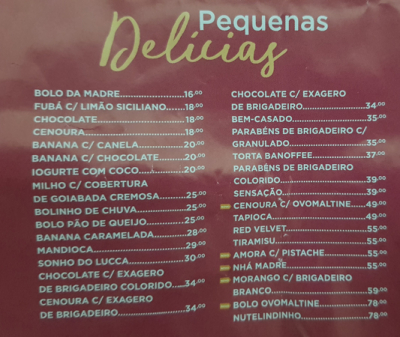 Pequenas
Delícias
BOLO DA MADRE.....................16,00
FUBÁ C/ LIMÃO SICILIANO.......18,00
CHOCOLATE............................18,00
CENOURA................................18,00
BANANA C/ CANELA...............20,00
BANANA C/ CHOCOLATE.........20,00
IOGURTE COM COCO...............20,00
MILHO C/ COBERTURA
DE GOIABADA CREMOSA........25,00
BOLINHO DE CHUVA...............25,00
BOLO PÃO DE QUEIJO.............25,00
BANANA CARAMELADA..........28,00
MANDIOCA.............................29,00
SONHO DO LUCCA..................30,00
CHOCOLATE C/ EXAGERO
DE BRIGADEIRO COLORIDO....34,00
CENOURA C/ EXAGERO
DE BRIGADEIRO......................34,00
CHOCOLATE C/ EXAGERO
DE BRIGADEIRO......................34,00
BEM-CASADO..........................35,00
PARABÉNS DE BRIGADEIRO C/
GRANULADO...........................35,00
TORTA BANOFFEE..................37,00
PARABÉNS DE BRIGADEIRO
COLORIDO...............................39,00
SENSAÇÃO...............................39,00
CENOURA C/ OVOMALTINE.....49,00
TAPIOCA..................................49,00
RED VELVET............................55,00
TIRAMISU................................55,00
AMORA C/ PISTACHE..............55,00
NHÁ MADRE............................55,00
MORANGO C/ BRIGADEIRO
BRANCO..................................59,00
BOLO OVOMALTINE................78,00
NUTELINDINHO.......................78,00